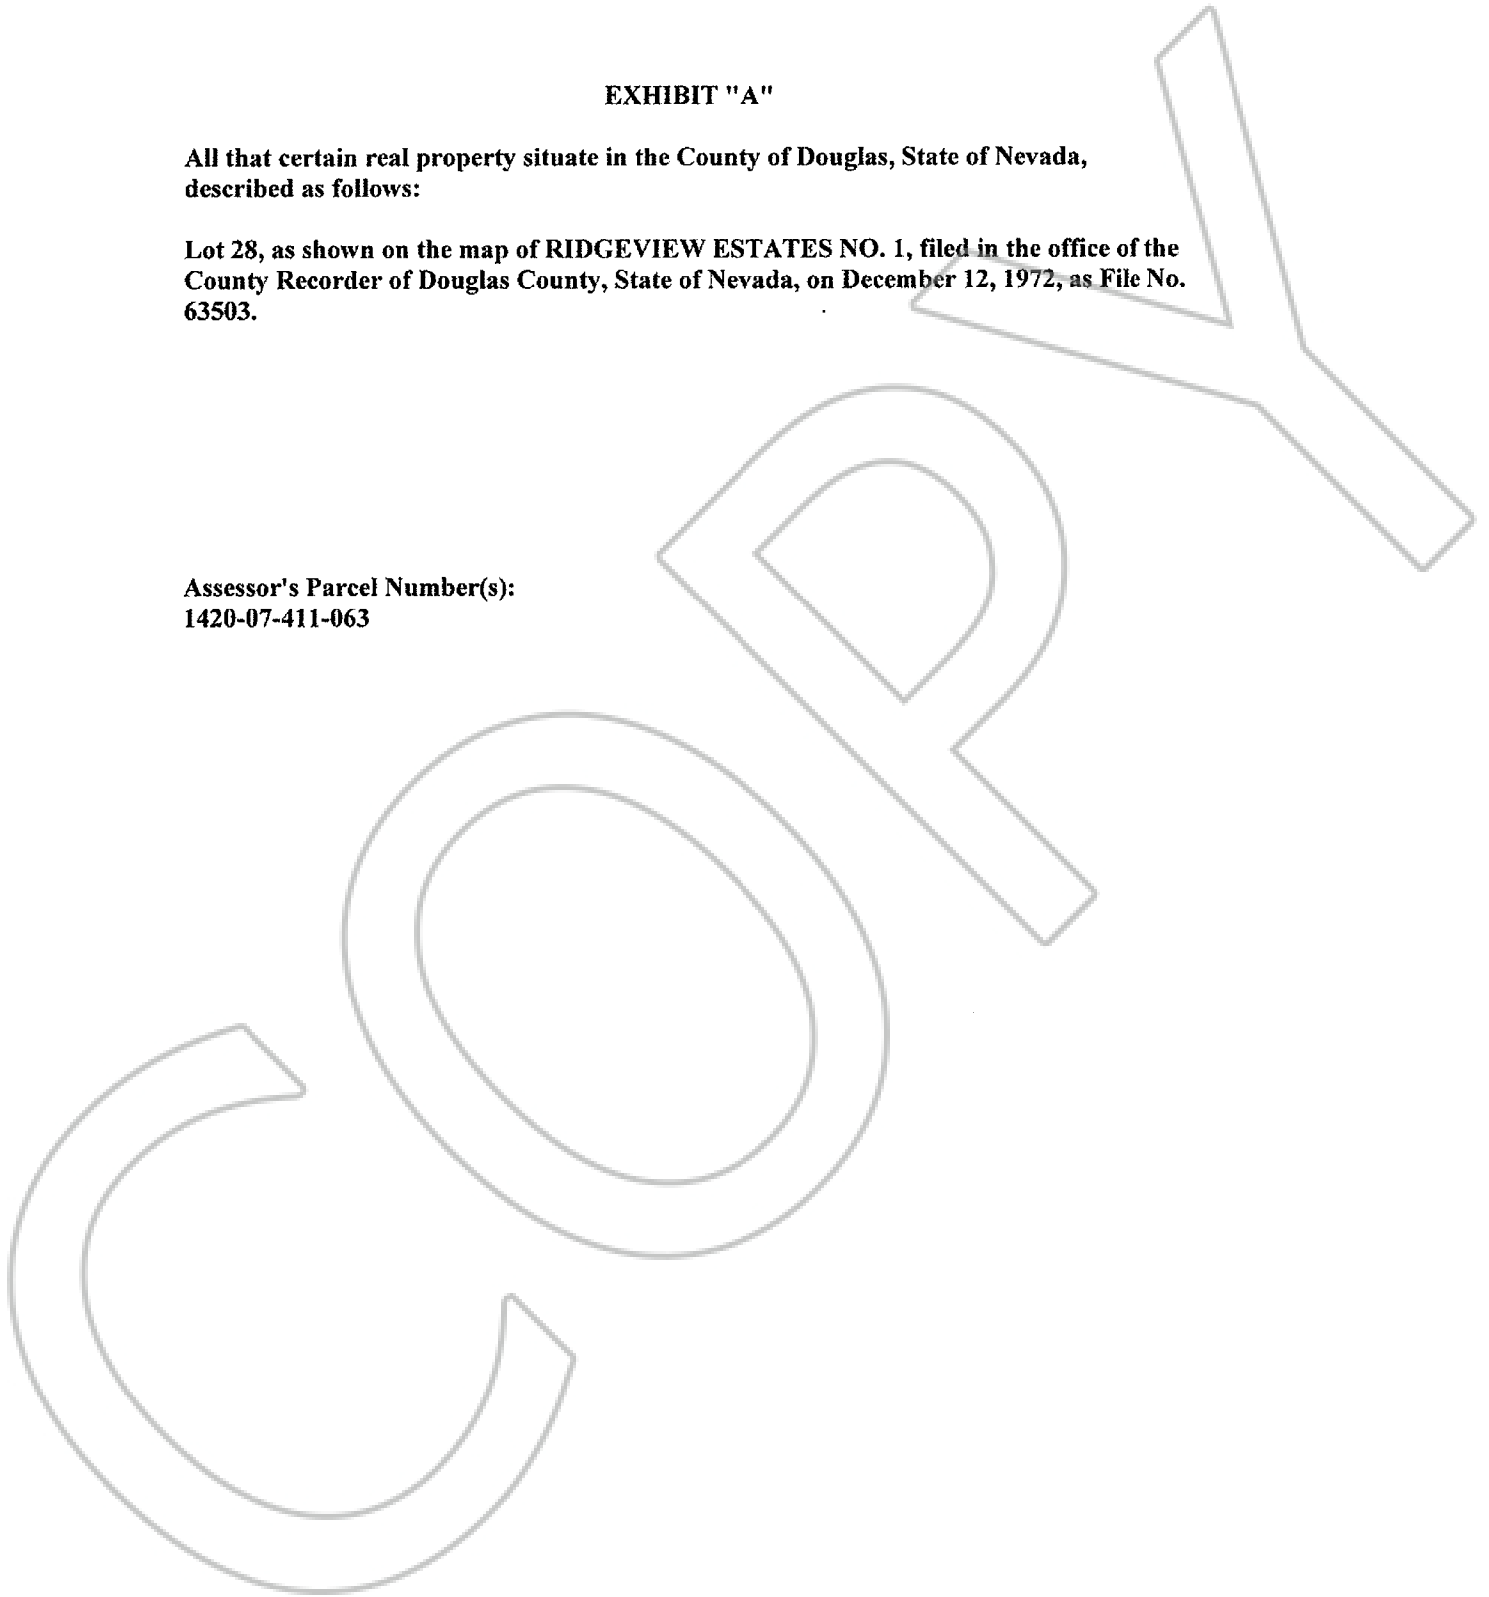 EXHIBIT "A"
All that certain real property situate in the County of Douglas, State of Nevada,
described as follows:
Lot 28, as shown on the map of RIDGEVIEW ESTATES NO. 1, filed in the office of the
County Recorder of Douglas County, State of Nevada, on December 12, 1972, as File No.
63503.
Assessor's Parcel Number(s):
1420-07-411-063
COPY